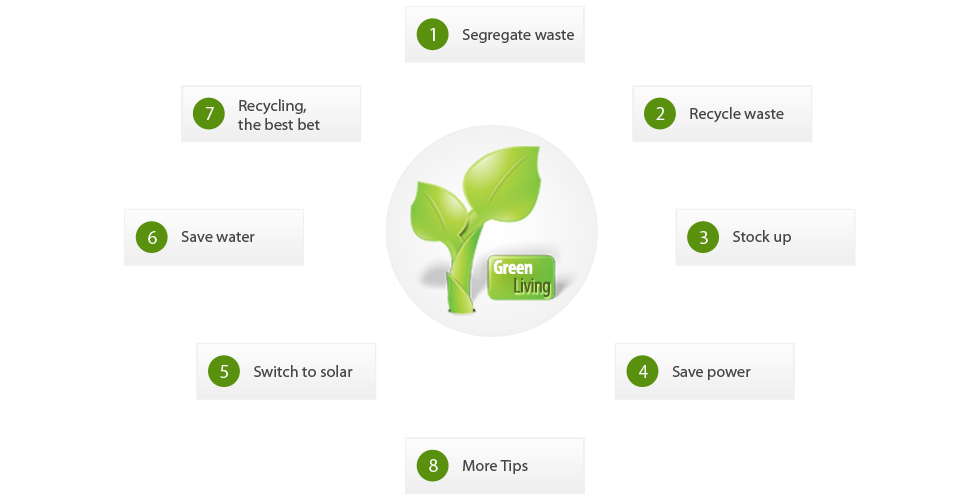 1 Segregate waste
2 Recycle waste
3 Stock up
4 Save power
5 Switch to solar
6 Save water
7 Recycling,
the best bet
8 More Tips
Green
Living